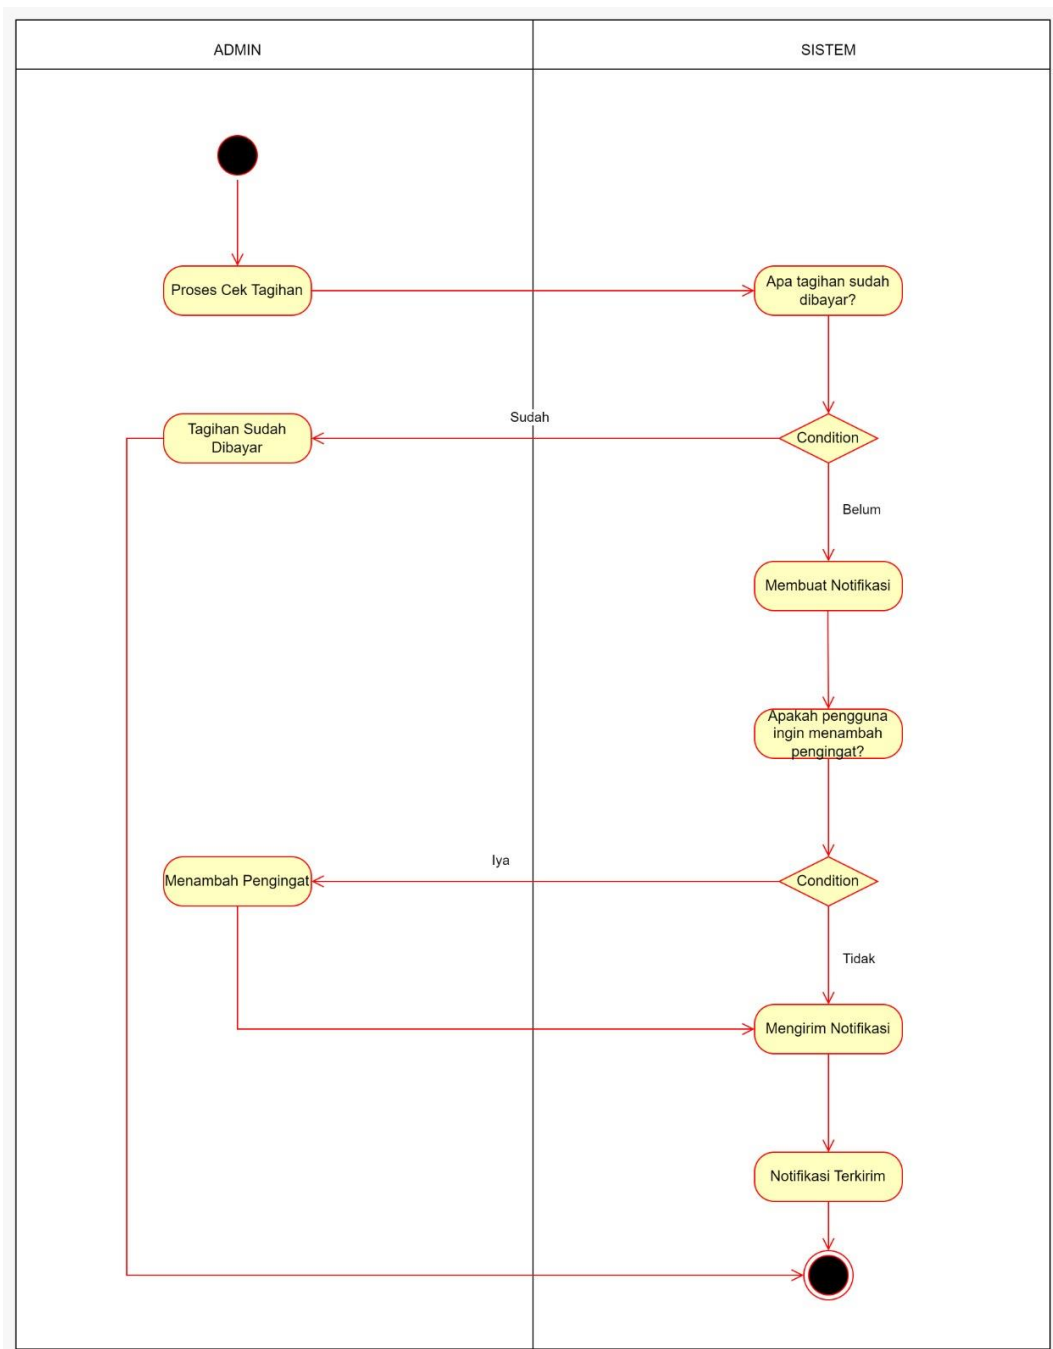 ADMIN
SISTEM
Proses Cek Tagihan
Apa tagihan sudah
dibayar?
Tagihan Sudah
Dibayar
Sudah
Condition
Belum
Membuat Notifikasi
Apakah pengguna
ingin menambah
pengingat?
Menambah Pengingat
Iya
Condition
Tidak
Mengirim Notifikasi
Notifikasi Terkirim